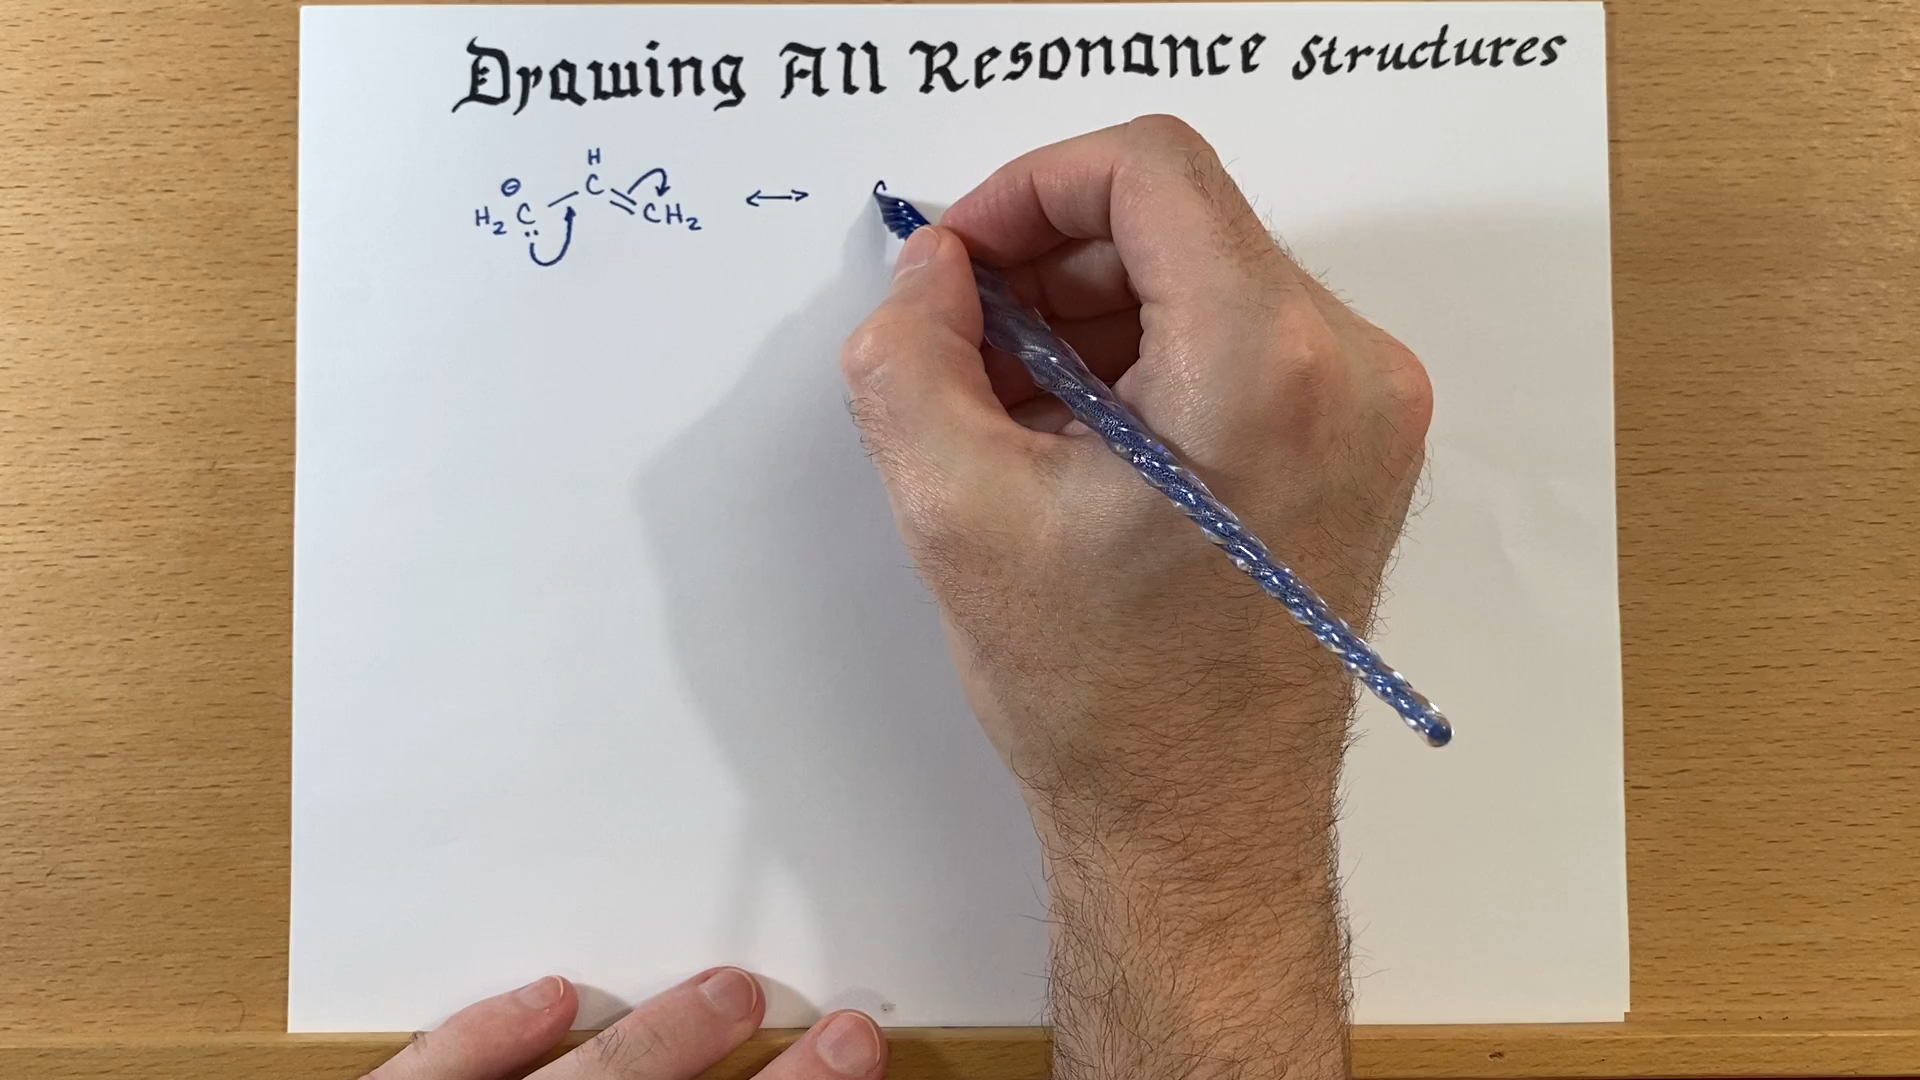 Drawing All Resonance Structures
H
⊖ C
H₂C CH₂ ⟷ C